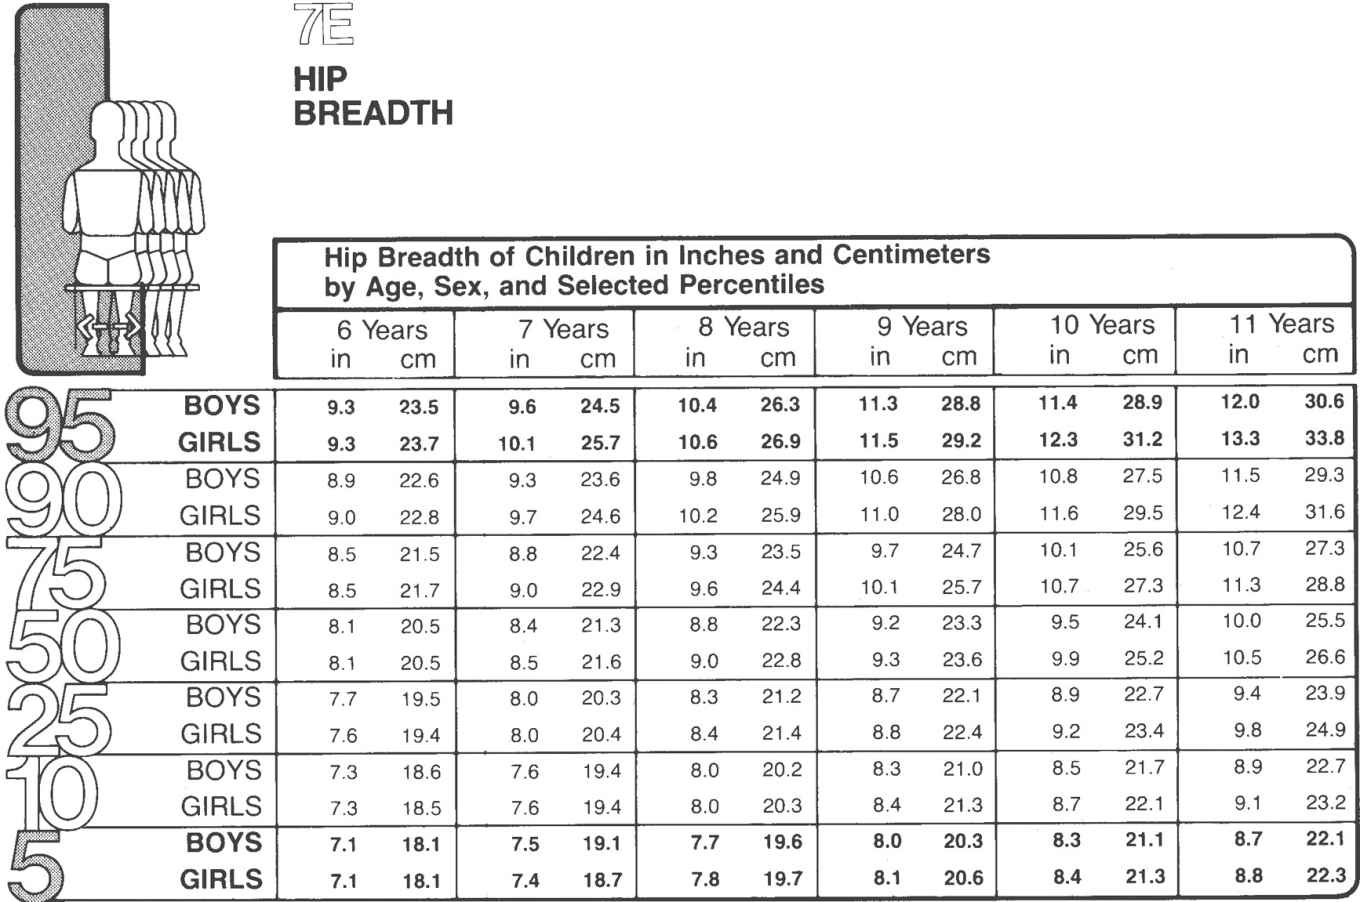 7E
HIP
BREADTH
Hip Breadth of Children in Inches and Centimeters
by Age, Sex, and Selected Percentiles
6 Years 7 Years 8 Years 9 Years 10 Years 11 Years
in cm in cm in cm in cm in cm in cm
95 BOYS 9.3 23.5 9.6 24.5 10.4 26.3 11.3 28.8 11.4 28.9 12.0 30.6
GIRLS 9.3 23.7 10.1 25.7 10.6 26.9 11.5 29.2 12.3 31.2 13.3 33.8
90 BOYS 8.9 22.6 9.3 23.6 9.8 24.9 10.6 26.8 10.8 27.5 11.5 29.3
GIRLS 9.0 22.8 9.7 24.6 10.2 25.9 11.0 28.0 11.6 29.5 12.4 31.6
75 BOYS 8.5 21.5 8.8 22.4 9.3 23.5 9.7 24.7 10.1 25.6 10.7 27.3
GIRLS 8.5 21.7 9.0 22.9 9.6 24.4 10.1 25.7 10.7 27.3 11.3 28.8
50 BOYS 8.1 20.5 8.4 21.3 8.8 22.3 9.2 23.3 9.5 24.1 10.0 25.5
GIRLS 8.1 20.5 8.5 21.6 9.0 22.8 9.3 23.6 9.9 25.2 10.5 26.6
25 BOYS 7.7 19.5 8.0 20.3 8.3 21.2 8.7 22.1 8.9 22.7 9.4 23.9
GIRLS 7.6 19.4 8.0 20.4 8.4 21.4 8.8 22.4 9.2 23.4 9.8 24.9
10 BOYS 7.3 18.6 7.6 19.4 8.0 20.2 8.3 21.0 8.5 21.7 8.9 22.7
GIRLS 7.3 18.5 7.6 19.4 8.0 20.3 8.4 21.3 8.7 22.1 9.1 23.2
5 BOYS 7.1 18.1 7.5 19.1 7.7 19.6 8.0 20.3 8.3 21.1 8.7 22.1
GIRLS 7.1 18.1 7.4 18.7 7.8 19.7 8.1 20.6 8.4 21.3 8.8 22.3